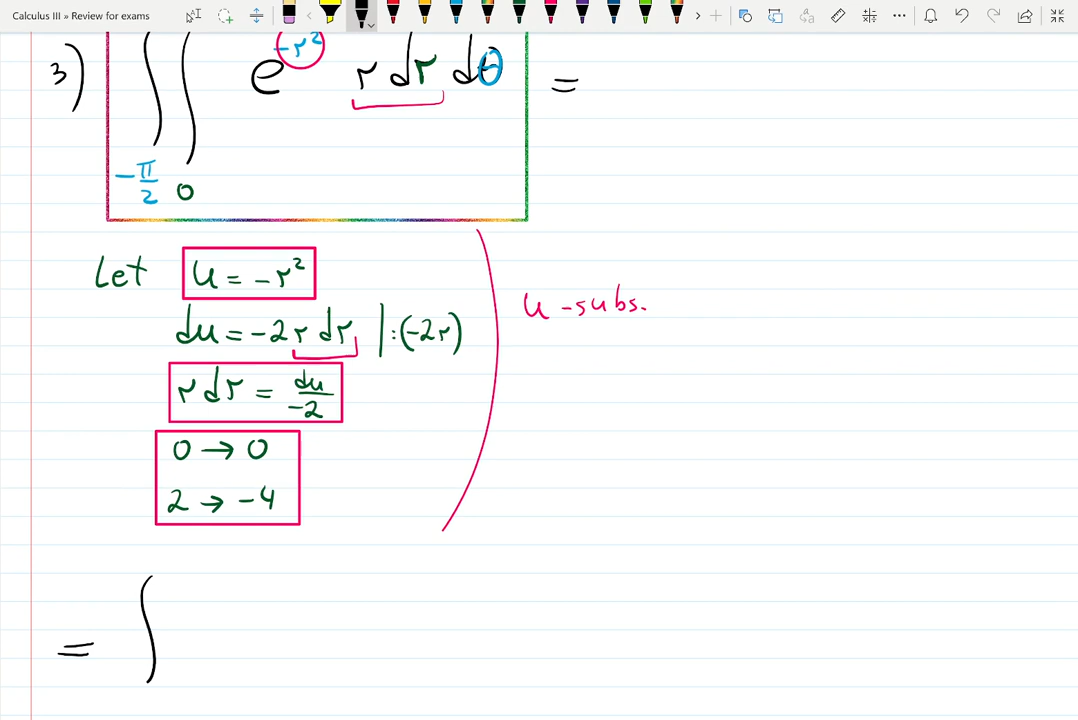 Calculus III » Review for exams
3) ∫ ∫ e^(-r²) r dr dθ =
-π/2 0
Let u = -r²
du = -2r dr | :(-2r)
u-subs.
r dr = du/-2
0 → 0
2 → -4
= ∫